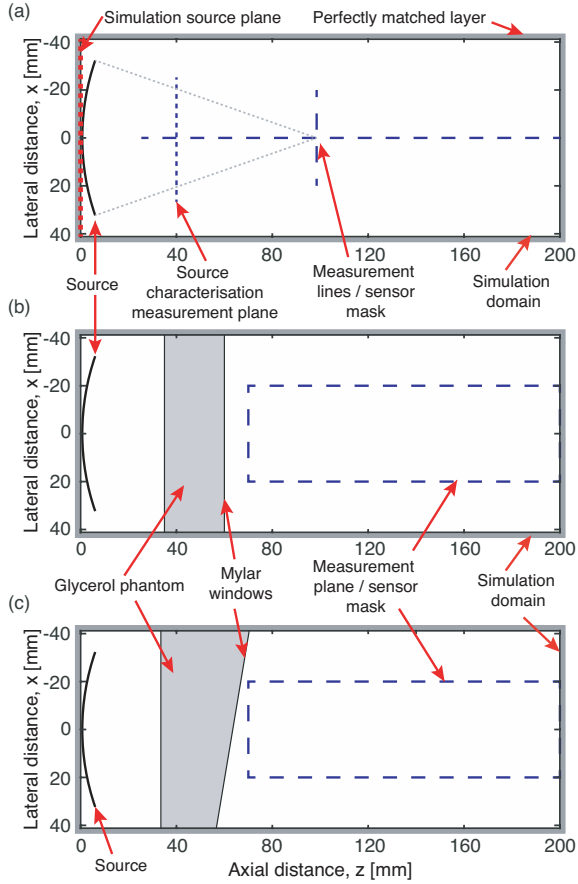 (a)
Simulation source plane
Perfectly matched layer
Lateral distance, x [mm]
-40
-20
0
20
40
0
40
80
120
160
200
Source
Source
characterisation
measurement plane
Measurement
lines / sensor
mask
Simulation
domain
(b)
Lateral distance, x [mm]
-40
-20
0
20
40
0
40
80
120
160
200
Glycerol phantom
Mylar
windows
Measurement
plane / sensor
mask
Simulation
domain
(c)
Lateral distance, x [mm]
-40
-20
0
20
40
0
40
80
120
160
200
Source
Axial distance, z [mm]